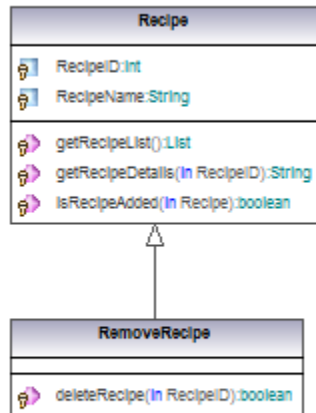 Recipe
RecipeID:int
RecipeName:String
getRecipeList():List
getRecipeDetails(in RecipeID):String
isRecipeAdded(in Recipe):boolean
RemoveRecipe
deleteRecipe(in RecipeID):boolean